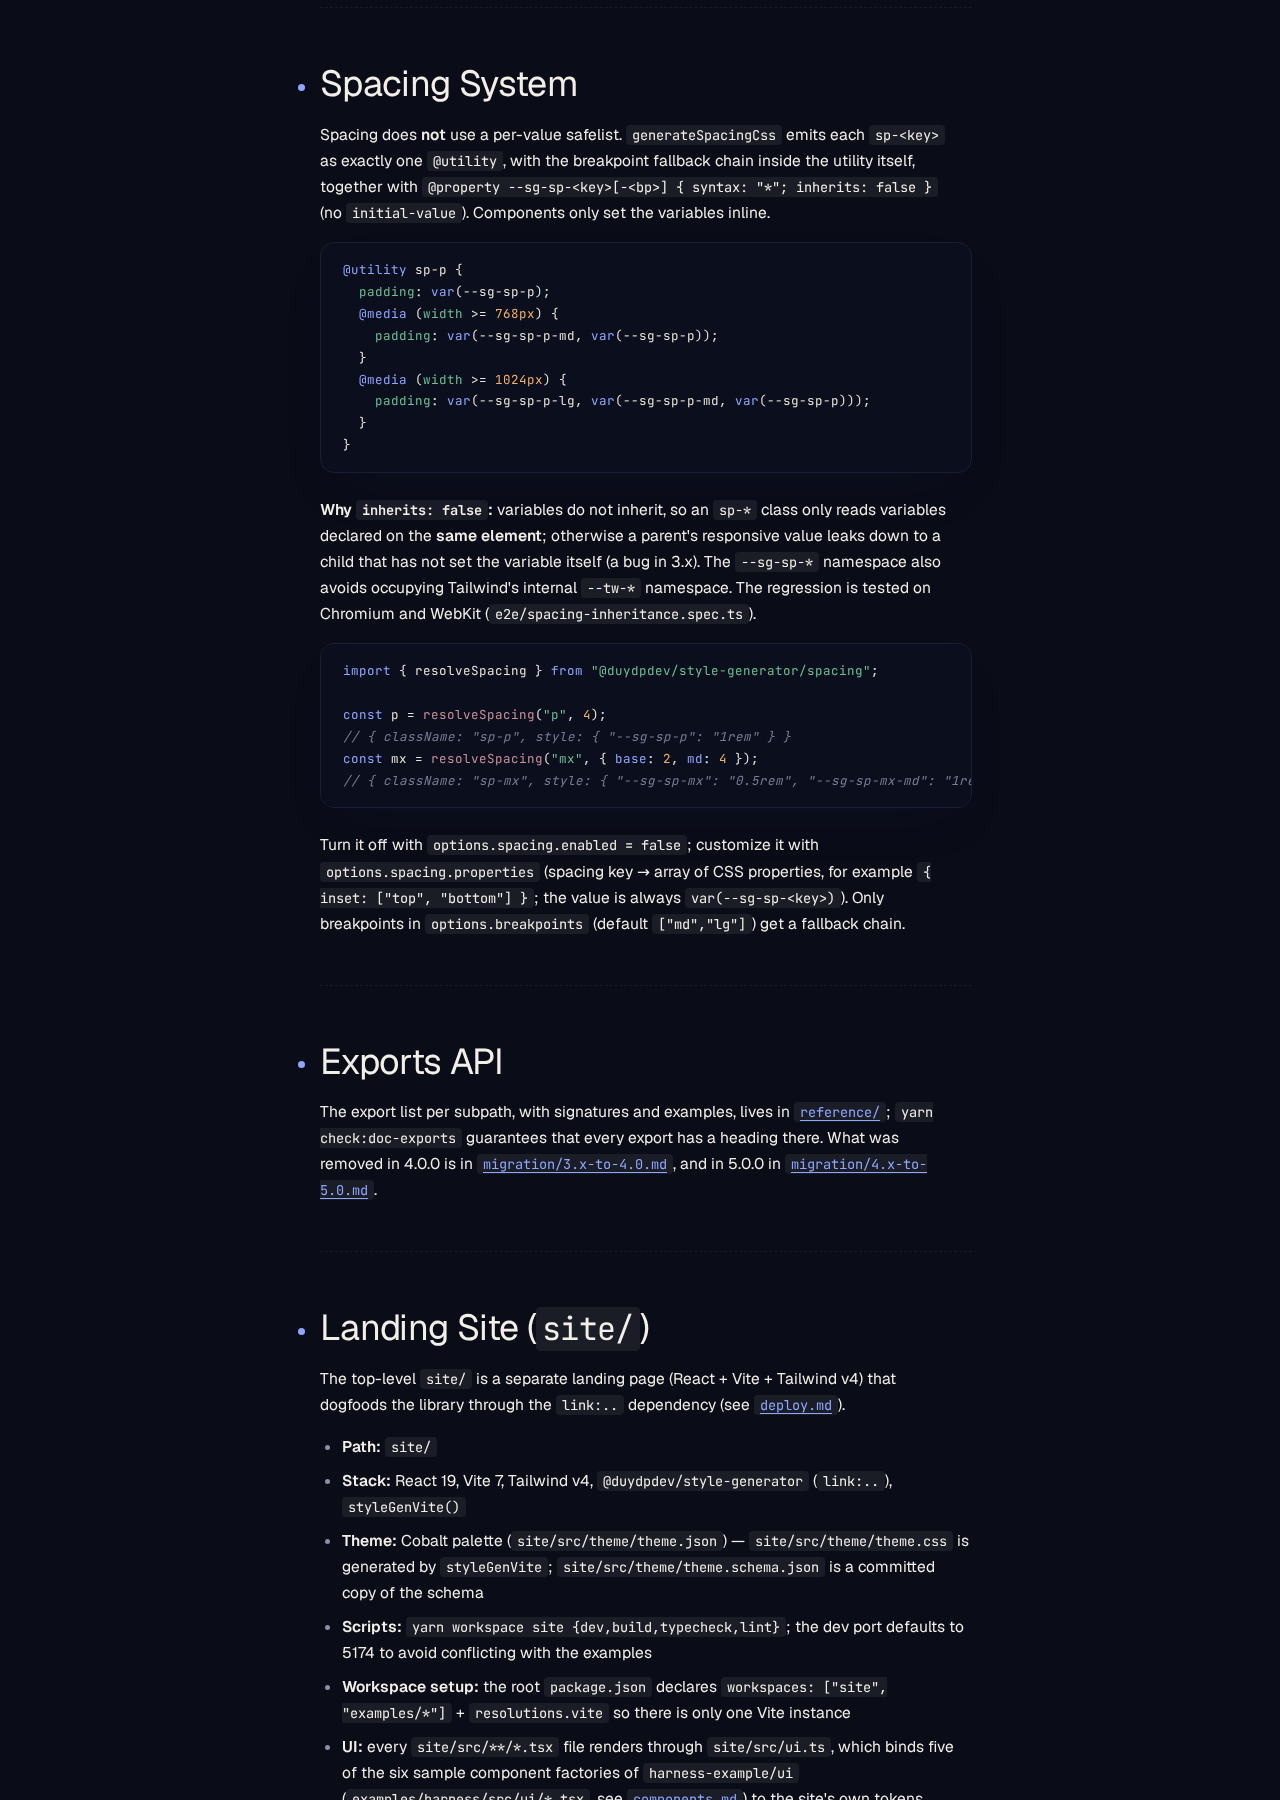 Spacing System
Spacing does not use a per-value safelist. generateSpacingCss emits each sp-<key>
as exactly one @utility, with the breakpoint fallback chain inside the utility itself,
together with @property --sg-sp-<key>[-<bp>] { syntax: "*"; inherits: false }
(no initial-value). Components only set the variables inline.
@utility sp-p {
  padding: var(--sg-sp-p);
  @media (width >= 768px) {
    padding: var(--sg-sp-p-md, var(--sg-sp-p));
  }
  @media (width >= 1024px) {
    padding: var(--sg-sp-p-lg, var(--sg-sp-p-md, var(--sg-sp-p)));
  }
}
Why inherits: false: variables do not inherit, so an sp-* class only reads variables
declared on the same element; otherwise a parent's responsive value leaks down to a
child that has not set the variable itself (a bug in 3.x). The --sg-sp-* namespace also
avoids occupying Tailwind's internal --tw-* namespace. The regression is tested on
Chromium and WebKit (e2e/spacing-inheritance.spec.ts).
import { resolveSpacing } from "@duydpdev/style-generator/spacing";
const p = resolveSpacing("p", 4);
// { className: "sp-p", style: { "--sg-sp-p": "1rem" } }
const mx = resolveSpacing("mx", { base: 2, md: 4 });
// { className: "sp-mx", style: { "--sg-sp-mx": "0.5rem", "--sg-sp-mx-md": "1re
Turn it off with options.spacing.enabled = false; customize it with
options.spacing.properties (spacing key → array of CSS properties, for example {
inset: ["top", "bottom"] }; the value is always var(--sg-sp-<key>)). Only
breakpoints in options.breakpoints (default ["md","lg"]) get a fallback chain.
Exports API
The export list per subpath, with signatures and examples, lives in reference/; yarn
check:doc-exports guarantees that every export has a heading there. What was
removed in 4.0.0 is in migration/3.x-to-4.0.md, and in 5.0.0 in migration/4.x-to-
5.0.md.
Landing Site (site/)
The top-level site/ is a separate landing page (React + Vite + Tailwind v4) that
dogfoods the library through the link:.. dependency (see deploy.md).
• Path: site/
• Stack: React 19, Vite 7, Tailwind v4, @duydpdev/style-generator (link:..),
styleGenVite()
• Theme: Cobalt palette (site/src/theme/theme.json) — site/src/theme/theme.css is
generated by styleGenVite; site/src/theme/theme.schema.json is a committed
copy of the schema
• Scripts: yarn workspace site {dev,build,typecheck,lint}; the dev port defaults to
5174 to avoid conflicting with the examples
• Workspace setup: the root package.json declares workspaces: ["site",
"examples/*"] + resolutions.vite so there is only one Vite instance
• UI: every site/src/**/*.tsx file renders through site/src/ui.ts, which binds five
of the six sample component factories of harness-example/ui
(examples/harness/src/ui/*.tsx, see components.md) to the site's own tokens